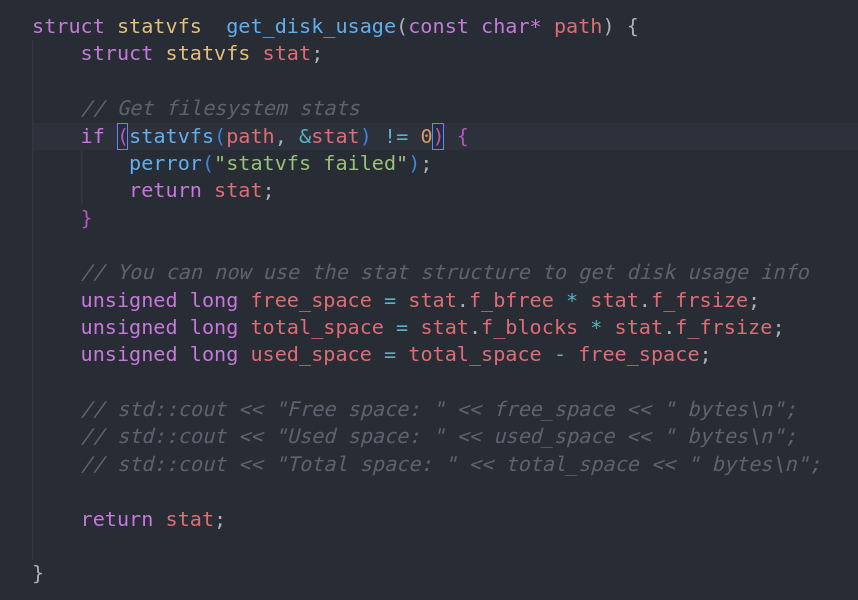 struct statvfs  get_disk_usage(const char* path) {
    struct statvfs stat;

    // Get filesystem stats
    if (statvfs(path, &stat) != 0) {
        perror("statvfs failed");
        return stat;
    }

    // You can now use the stat structure to get disk usage info
    unsigned long free_space = stat.f_bfree * stat.f_frsize;
    unsigned long total_space = stat.f_blocks * stat.f_frsize;
    unsigned long used_space = total_space - free_space;

    // std::cout << "Free space: " << free_space << " bytes\n";
    // std::cout << "Used space: " << used_space << " bytes\n";
    // std::cout << "Total space: " << total_space << " bytes\n";

    return stat;

}